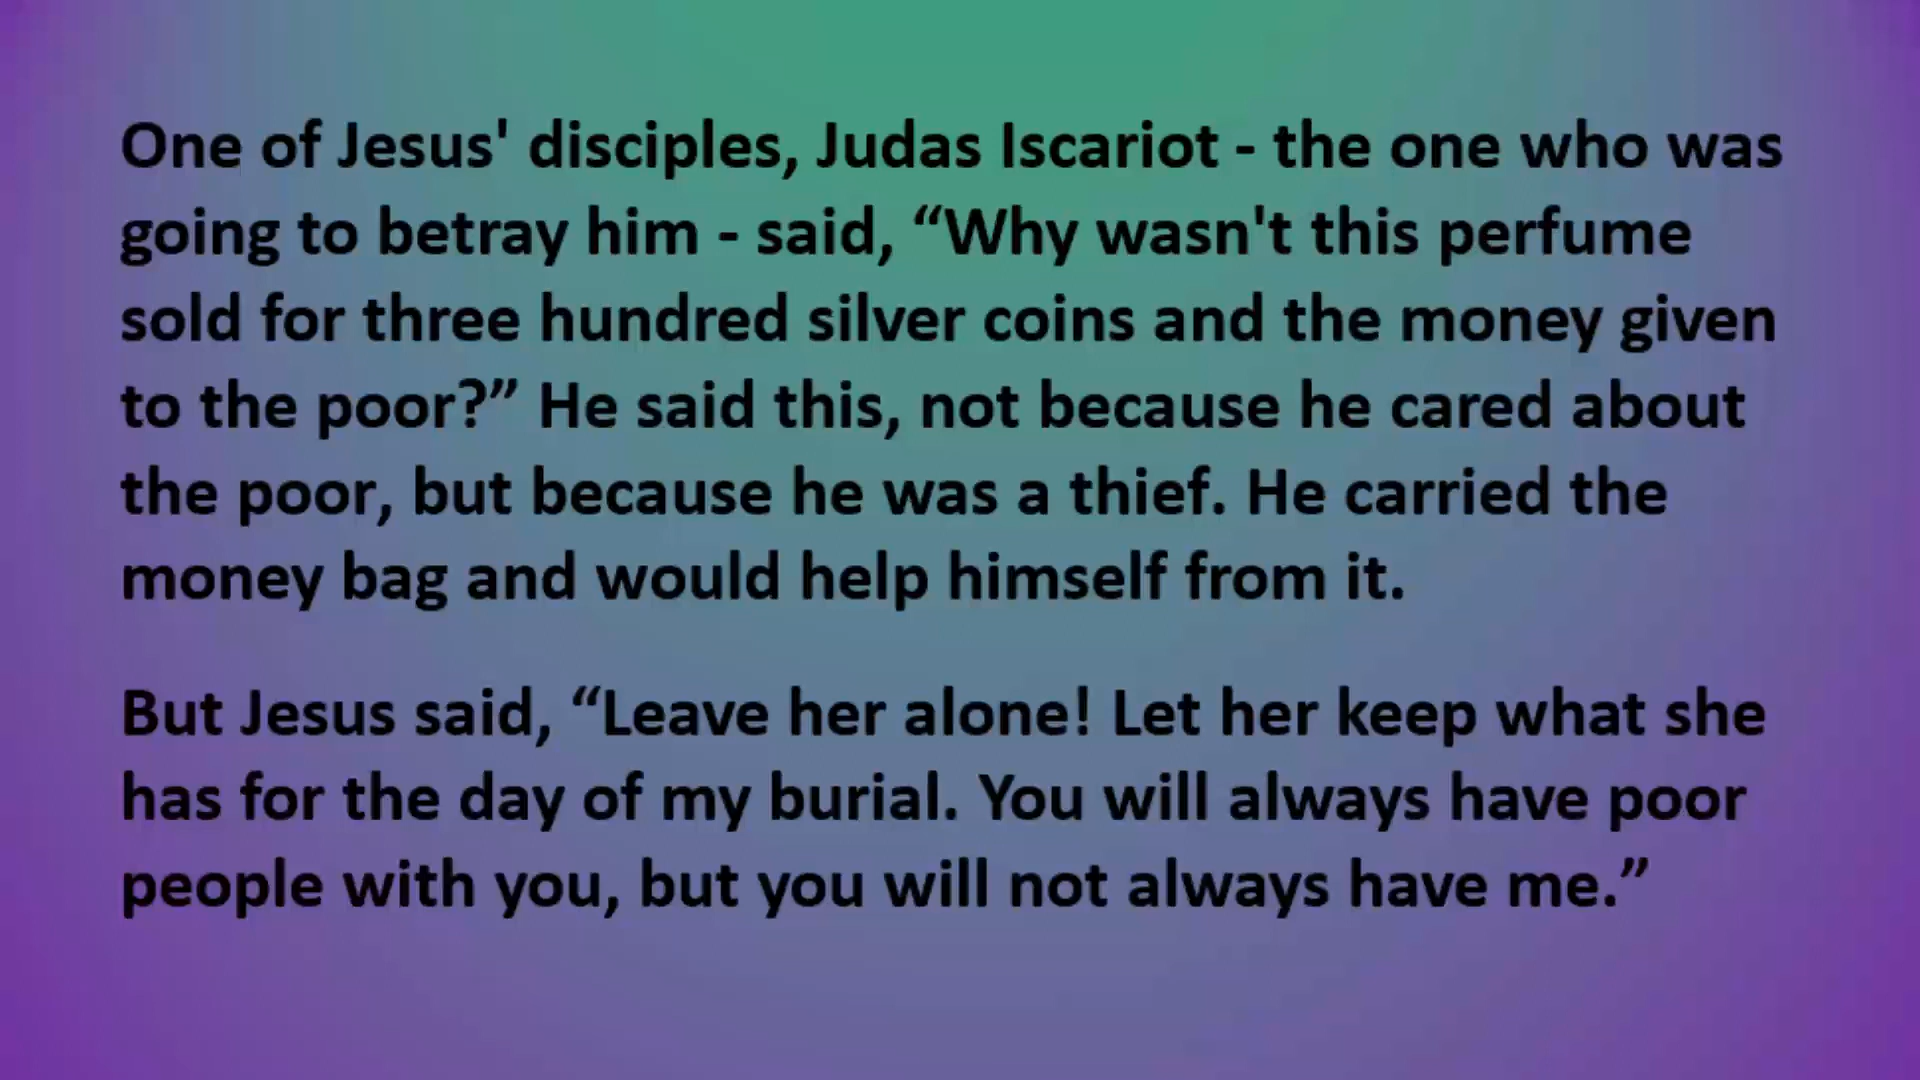 One of Jesus' disciples, Judas Iscariot - the one who was
going to betray him - said, “Why wasn't this perfume
sold for three hundred silver coins and the money given
to the poor?” He said this, not because he cared about
the poor, but because he was a thief. He carried the
money bag and would help himself from it.
But Jesus said, “Leave her alone! Let her keep what she
has for the day of my burial. You will always have poor
people with you, but you will not always have me.”